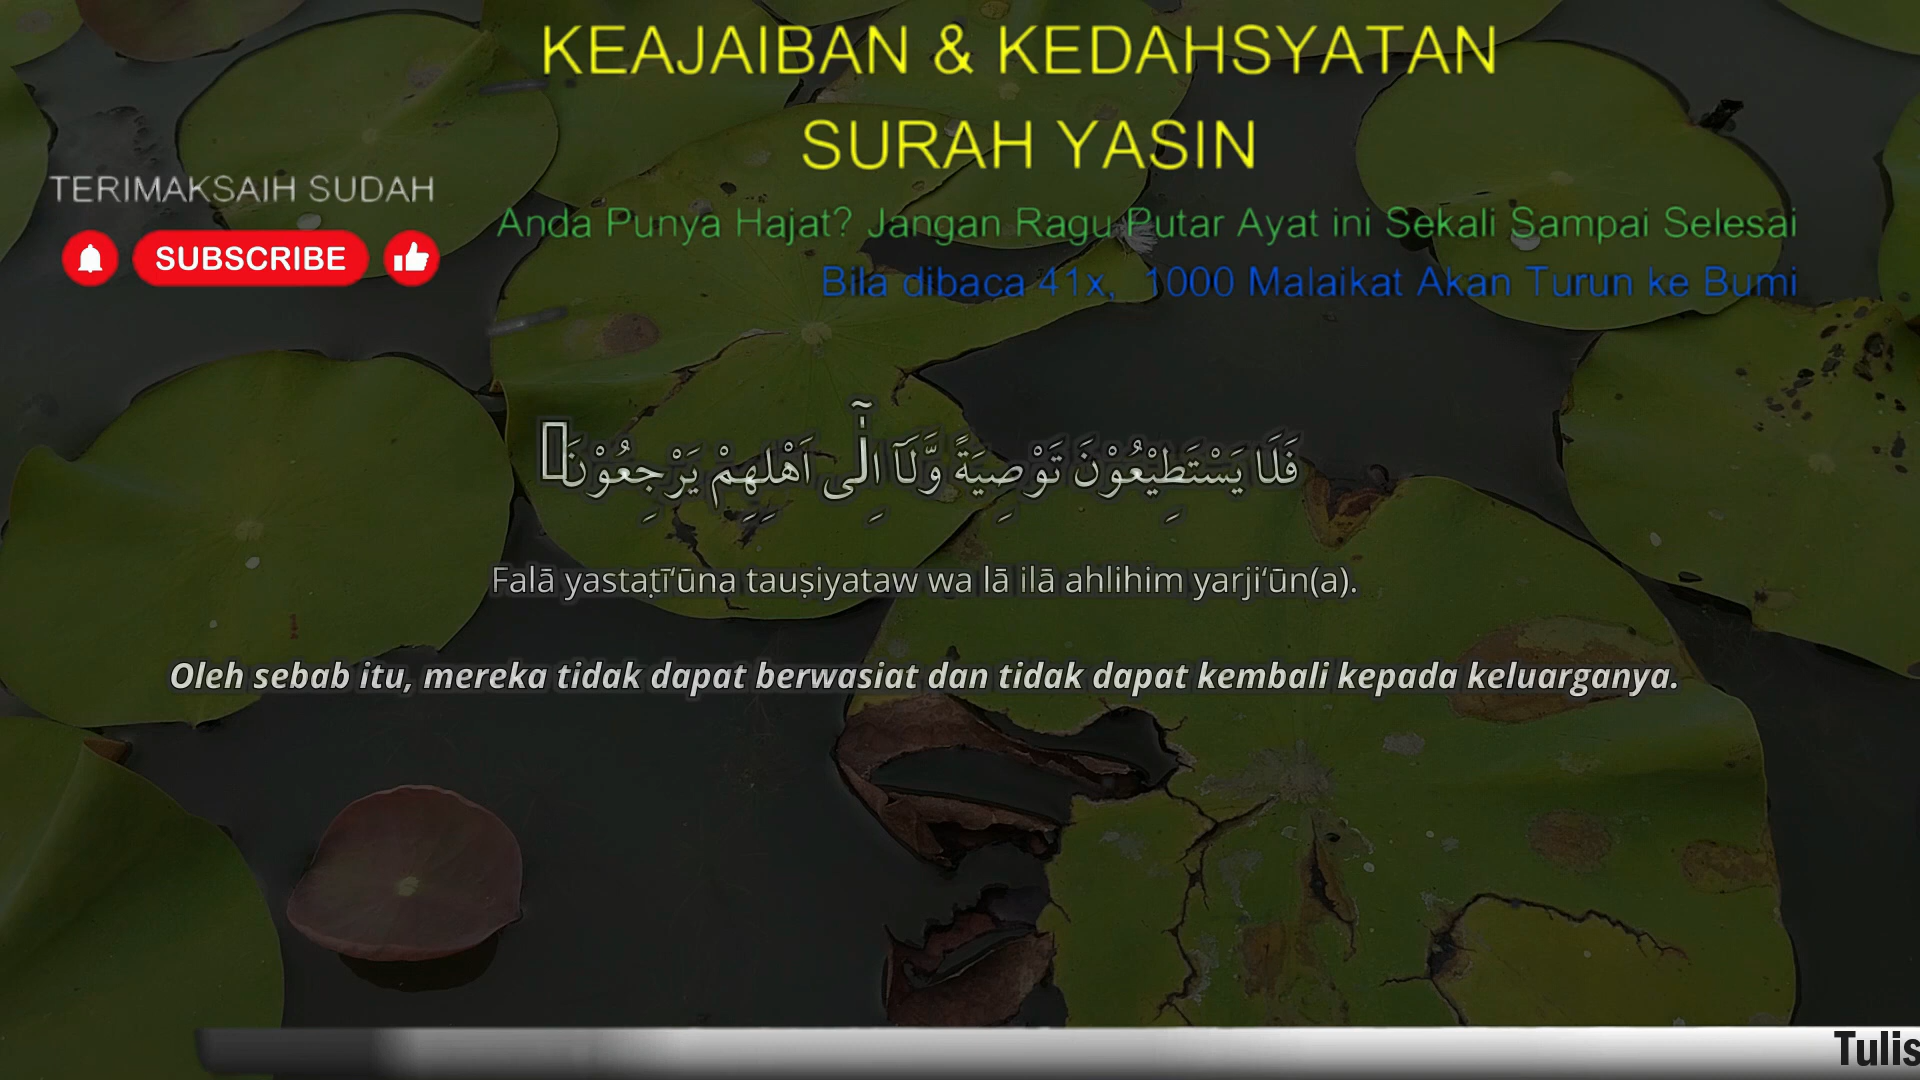 KEAJAIBAN & KEDAHSYATAN
SURAH YASIN
TERIMAKSAIH SUDAH
SUBSCRIBE
Anda Punya Hajat? Jangan Ragu Putar Ayat ini Sekali Sampai Selesai
Bila dibaca 41x, 1000 Malaikat Akan Turun ke Bumi
فَلَا يَسْتَطِيْعُوْنَ تَوْصِيَةً وَّلَآ اِلٰٓى اَهْلِهِمْ يَرْجِعُوْنَ
Falā yastaṭī‘ūna tauṣiyataw wa lā ilā ahlihim yarji‘ūn(a).
Oleh sebab itu, mereka tidak dapat berwasiat dan tidak dapat kembali kepada keluarganya.
Tulis